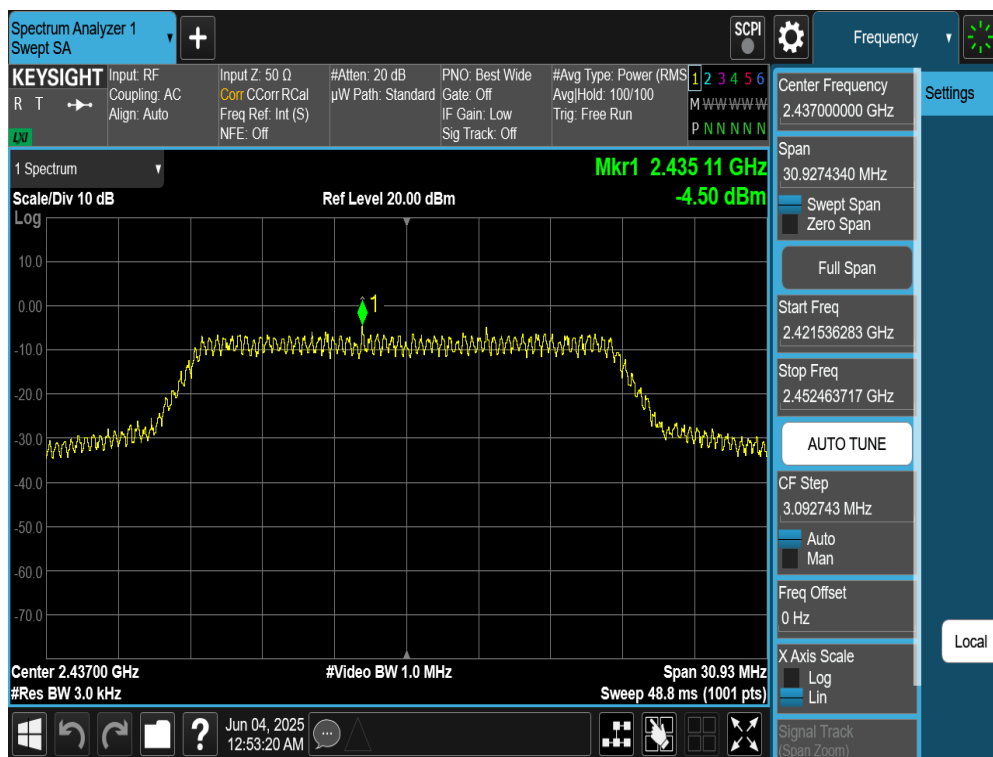 Spectrum Analyzer 1
Swept SA
+
SCPI
Frequency
KEYSIGHT
R T
LXI
Input: RF
Coupling: AC
Align: Auto
Input Z: 50 Ω
Corr CCorr RCal
Freq Ref: Int (S)
NFE: Off
#Atten: 20 dB
µW Path: Standard
PNO: Best Wide
Gate: Off
IF Gain: Low
Sig Track: Off
#Avg Type: Power (RMS
Avg|Hold: 100/100
Trig: Free Run
1 2 3 4 5 6
M W W W W W
P N N N N N
1 Spectrum
Mkr1 2.435 11 GHz
Scale/Div 10 dB
Ref Level 20.00 dBm
-4.50 dBm
Log
10.0
0.00
-10.0
-20.0
-30.0
-40.0
-50.0
-60.0
-70.0
1
Center 2.43700 GHz
#Video BW 1.0 MHz
Span 30.93 MHz
#Res BW 3.0 kHz
Sweep 48.8 ms (1001 pts)
?
Jun 04, 2025
12:53:20 AM
Center Frequency
2.437000000 GHz
Span
30.9274340 MHz
Swept Span
Zero Span
Full Span
Start Freq
2.421536283 GHz
Stop Freq
2.452463717 GHz
AUTO TUNE
CF Step
3.092743 MHz
Auto
Man
Freq Offset
0 Hz
X Axis Scale
Log
Lin
Signal Track
(Span Zoom)
Settings
Local